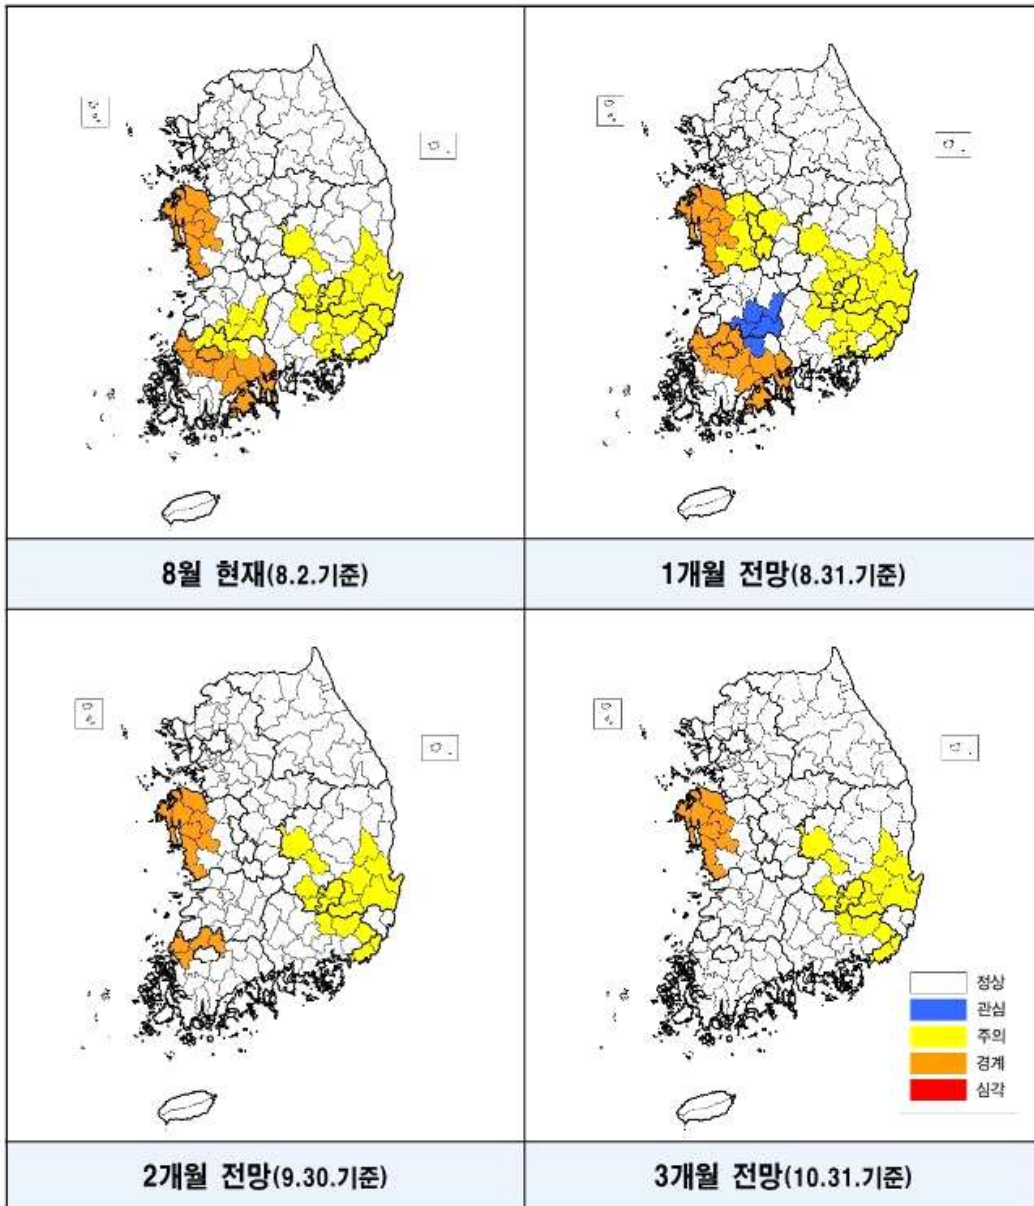 8월 현재(8.2.기준)
1개월 전망(8.31.기준)
정상
관심
주의
경계
심각
2개월 전망(9.30.기준)
3개월 전망(10.31.기준)